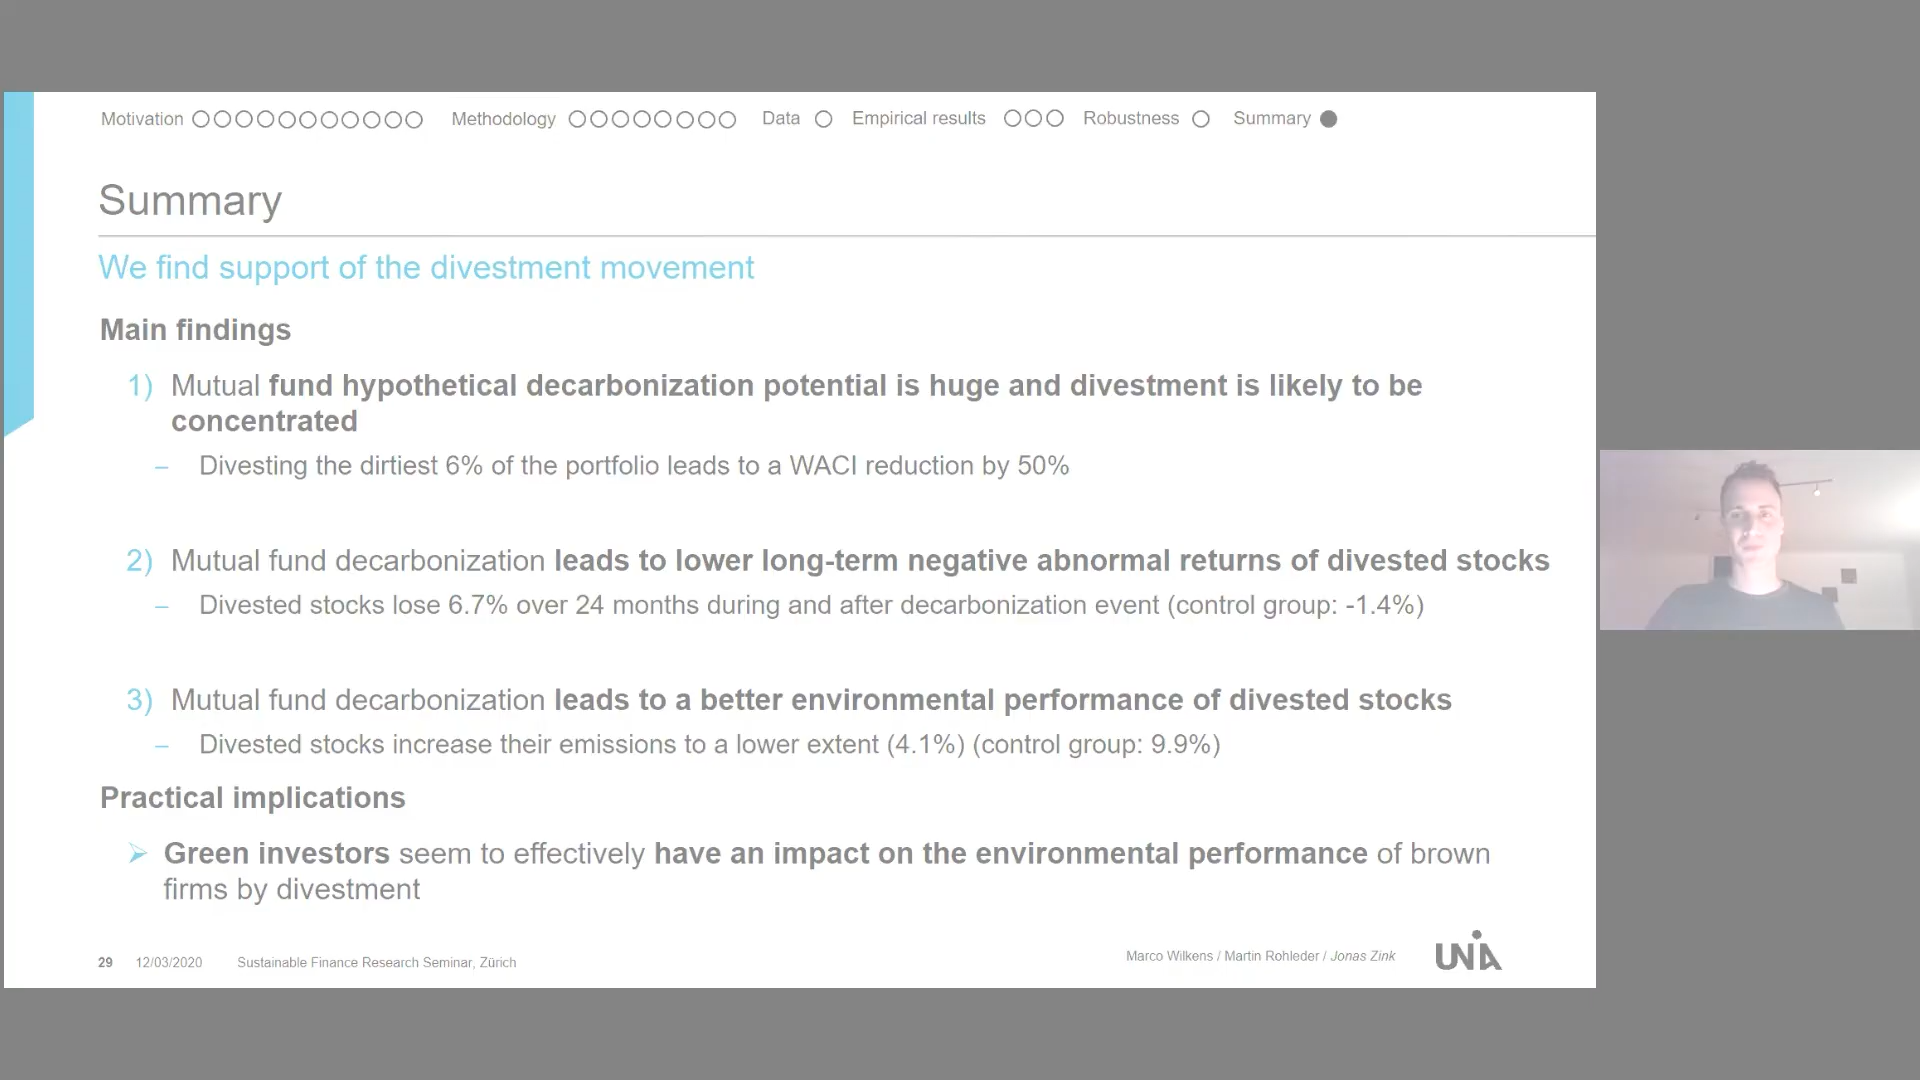 Motivation Methodology Data Empirical results Robustness Summary
Summary
We find support of the divestment movement
Main findings
1) Mutual fund hypothetical decarbonization potential is huge and divestment is likely to be
concentrated
– Divesting the dirtiest 6% of the portfolio leads to a WACI reduction by 50%
2) Mutual fund decarbonization leads to lower long-term negative abnormal returns of divested stocks
– Divested stocks lose 6.7% over 24 months during and after decarbonization event (control group: -1.4%)
3) Mutual fund decarbonization leads to a better environmental performance of divested stocks
– Divested stocks increase their emissions to a lower extent (4.1%) (control group: 9.9%)
Practical implications
➢ Green investors seem to effectively have an impact on the environmental performance of brown
firms by divestment
29 12/03/2020 Sustainable Finance Research Seminar, Zürich
Marco Wilkens / Martin Rohleder / Jonas Zink
UNIA